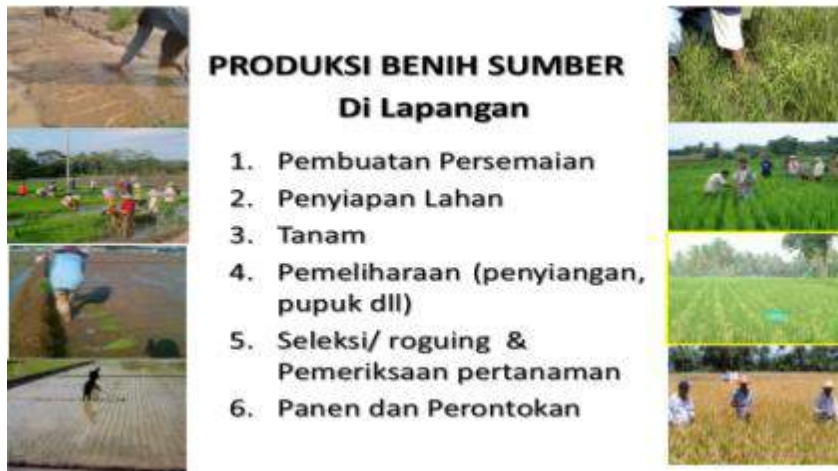 PRODUKSI BENIH SUMBER
Di Lapangan
1. Pembuatan Persemaian
2. Penyiapan Lahan
3. Tanam
4. Pemeliharaan (penyiangan,
pupuk dll)
5. Seleksi/ roguing &
Pemeriksaan pertanaman
6. Panen dan Perontokan